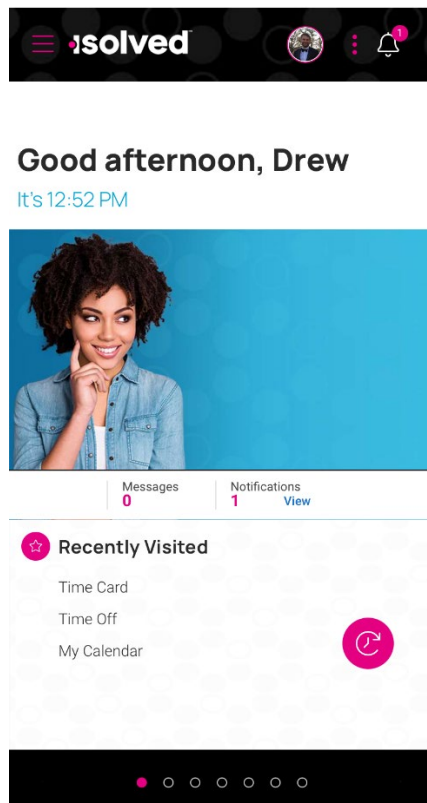 isolved
1
Good afternoon, Drew
It's 12:52 PM
Messages
0
Notifications
1 View
Recently Visited
Time Card
Time Off
My Calendar